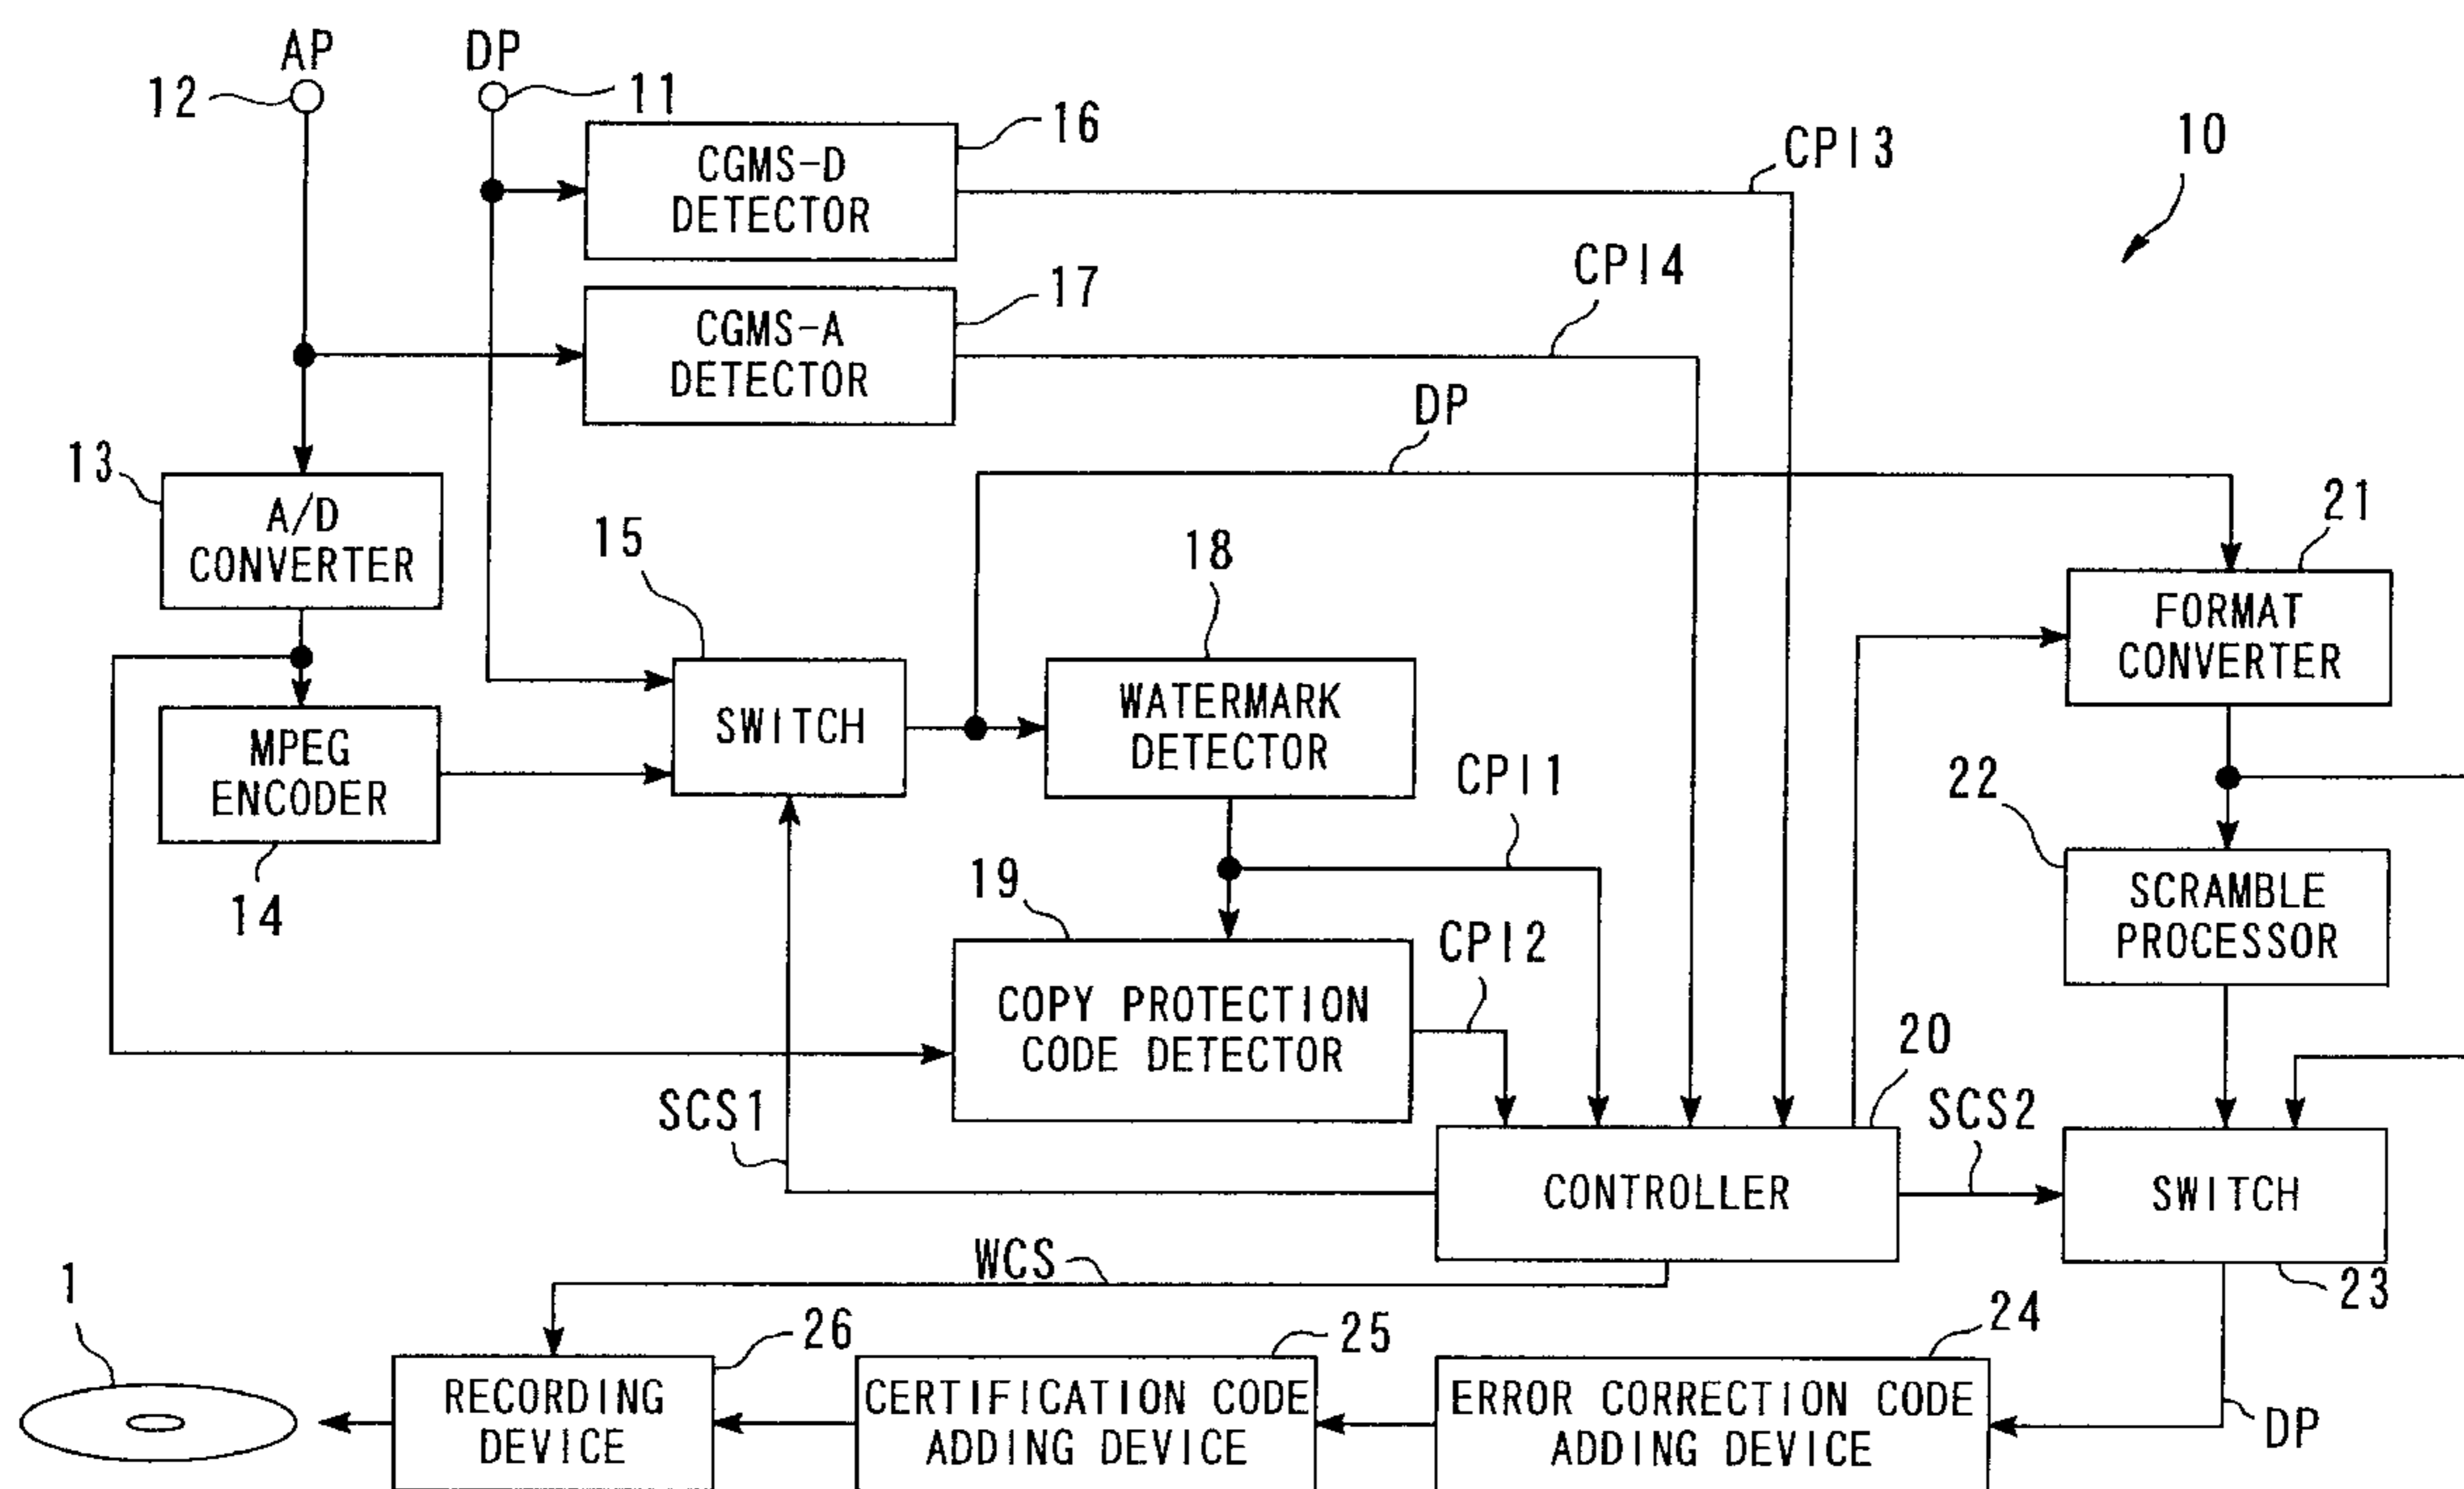 AP
DP
12
11
CGMS-D
DETECTOR
16
CPI3
10
CGMS-A
DETECTOR
17
CPI4
DP
13
A/D
CONVERTER
15
18
21
FORMAT
CONVERTER
SWITCH
WATERMARK
DETECTOR
MPEG
ENCODER
14
CPI1
22
SCRAMBLE
PROCESSOR
19
CPI2
COPY PROTECTION
CODE DETECTOR
20
SCS1
SCS2
CONTROLLER
SWITCH
WCS
23
1
26
25
24
RECORDING
DEVICE
CERTIFICATION CODE
ADDING DEVICE
ERROR CORRECTION CODE
ADDING DEVICE
DP